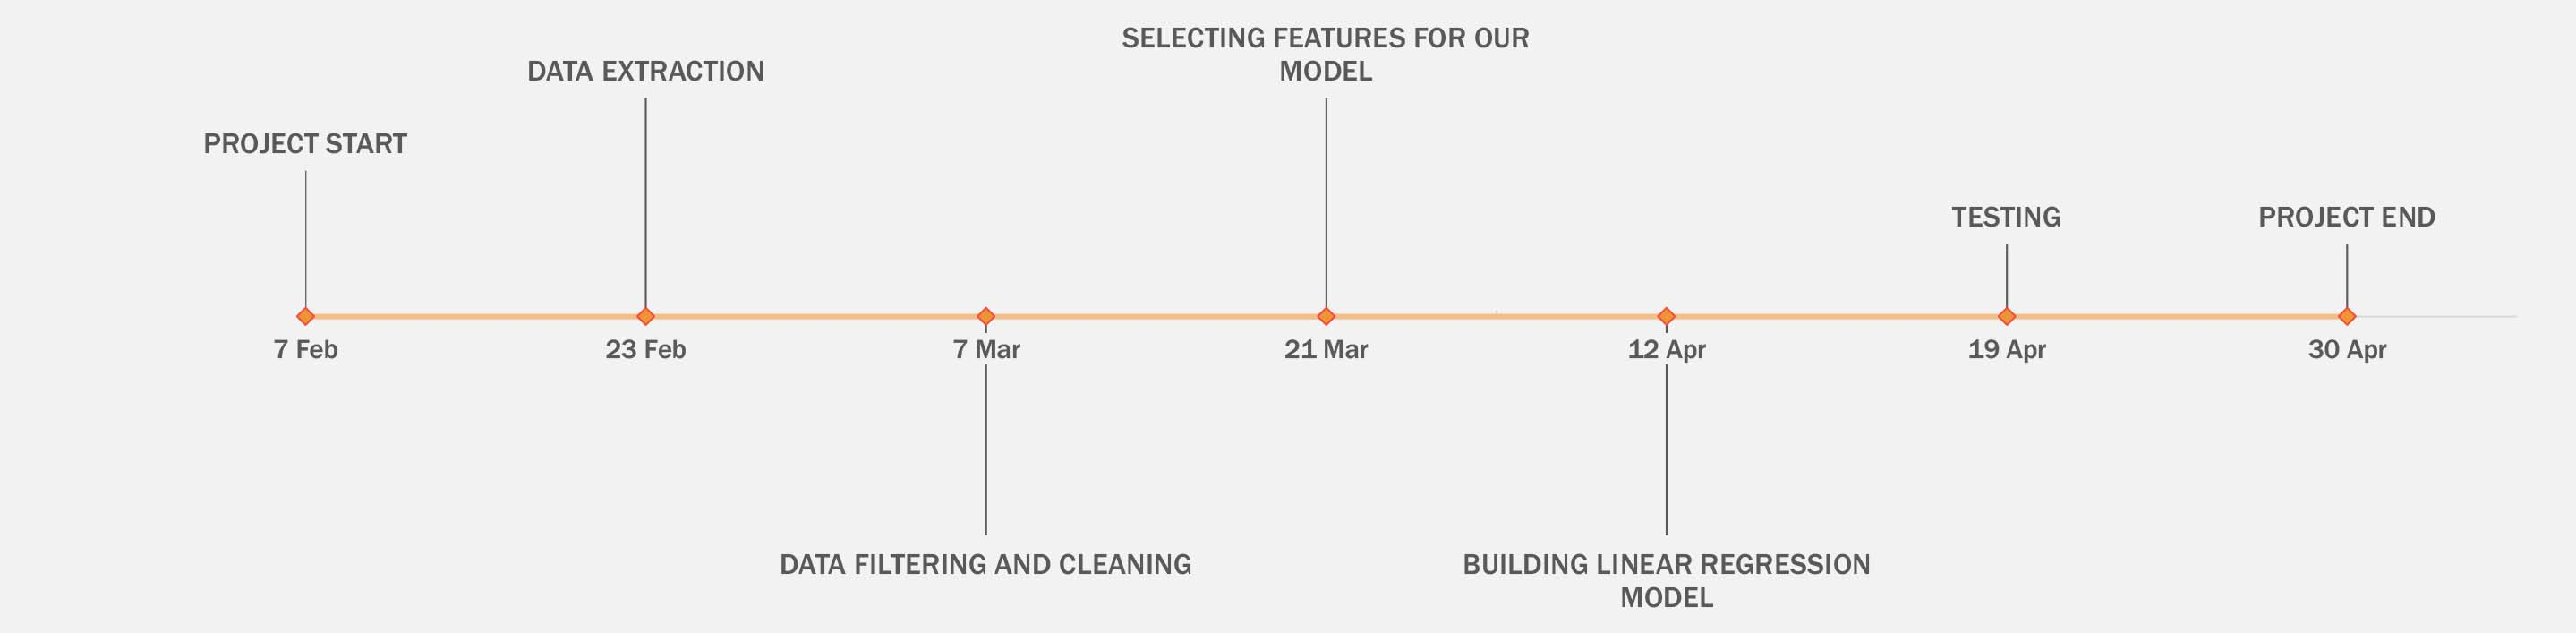 SELECTING FEATURES FOR OUR
MODEL
DATA EXTRACTION
PROJECT START
TESTING
PROJECT END
7 Feb
23 Feb
7 Mar
21 Mar
12 Apr
19 Apr
30 Apr
DATA FILTERING AND CLEANING
BUILDING LINEAR REGRESSION
MODEL